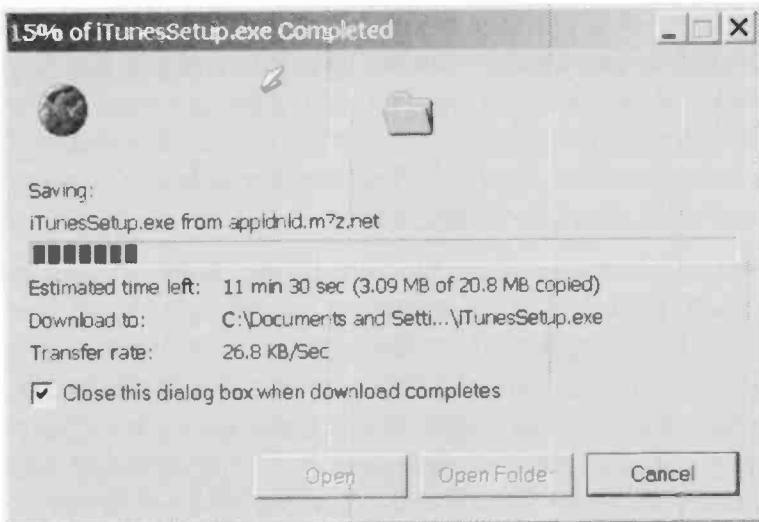 15% of iTunesSetup.exe Completed
Saving:
iTunesSetup.exe from appldnld.m7z.net
Estimated time left: 11 min 30 sec (3.09 MB of 20.8 MB copied)
Download to: C:\Documents and Setti...\iTunesSetup.exe
Transfer rate: 26.8 KB/Sec
Close this dialog box when download completes
Open Open Folder Cancel